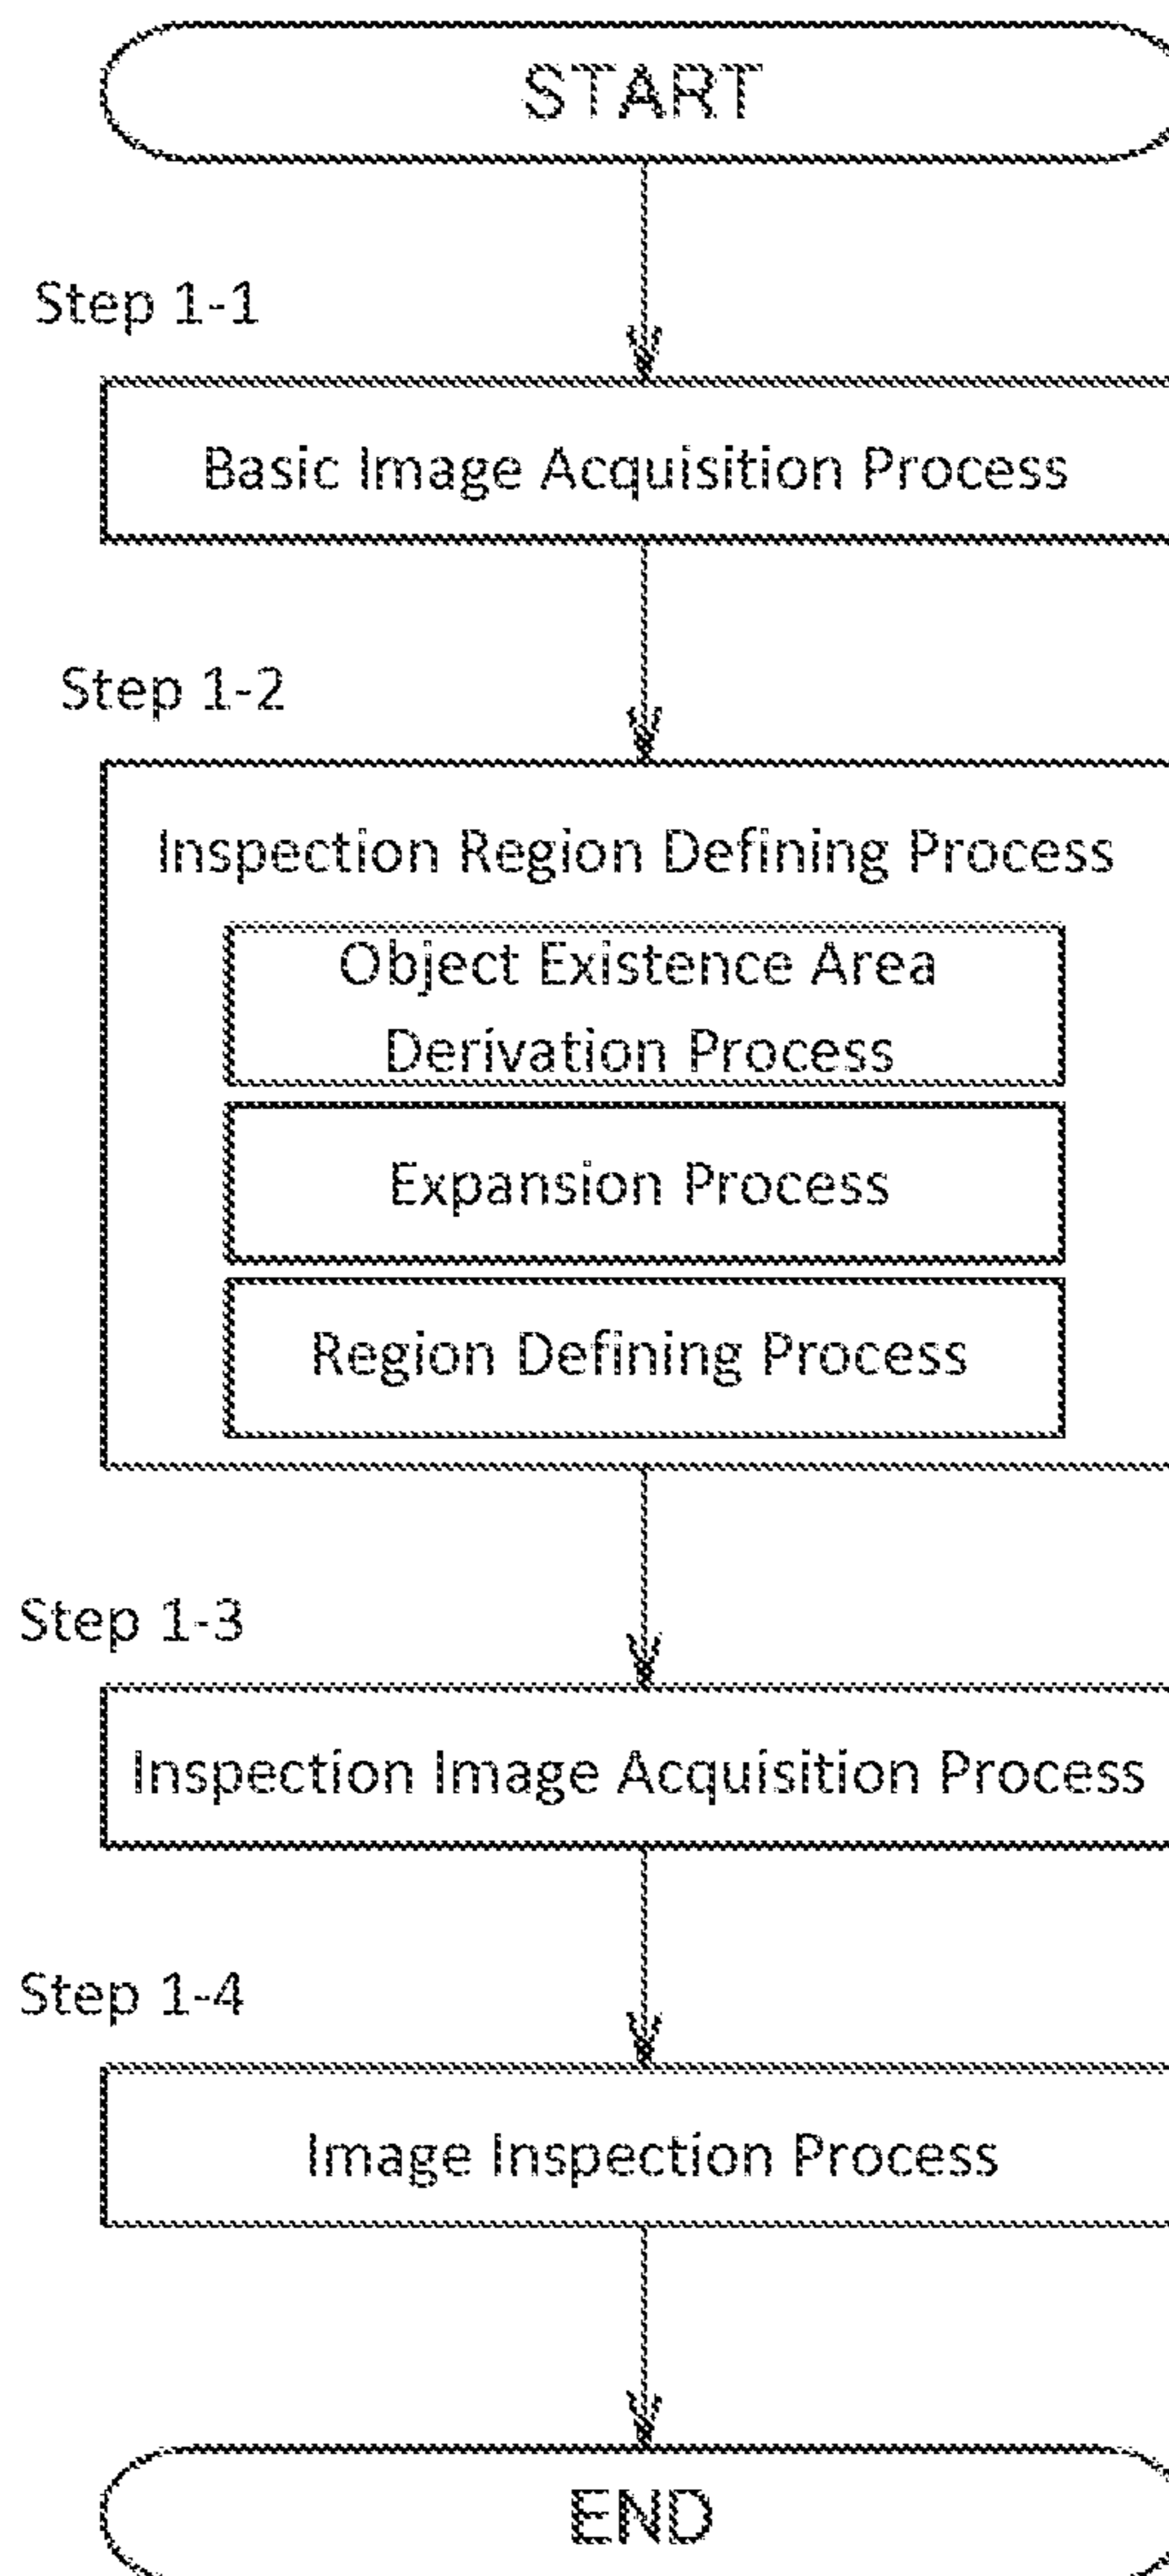 START
Step 1-1
Basic Image Acquisition Process
Step 1-2
Inspection Region Defining Process
Object Existence Area
Derivation Process
Expansion Process
Region Defining Process
Step 1-3
Inspection Image Acquisition Process
Step 1-4
Image Inspection Process
END